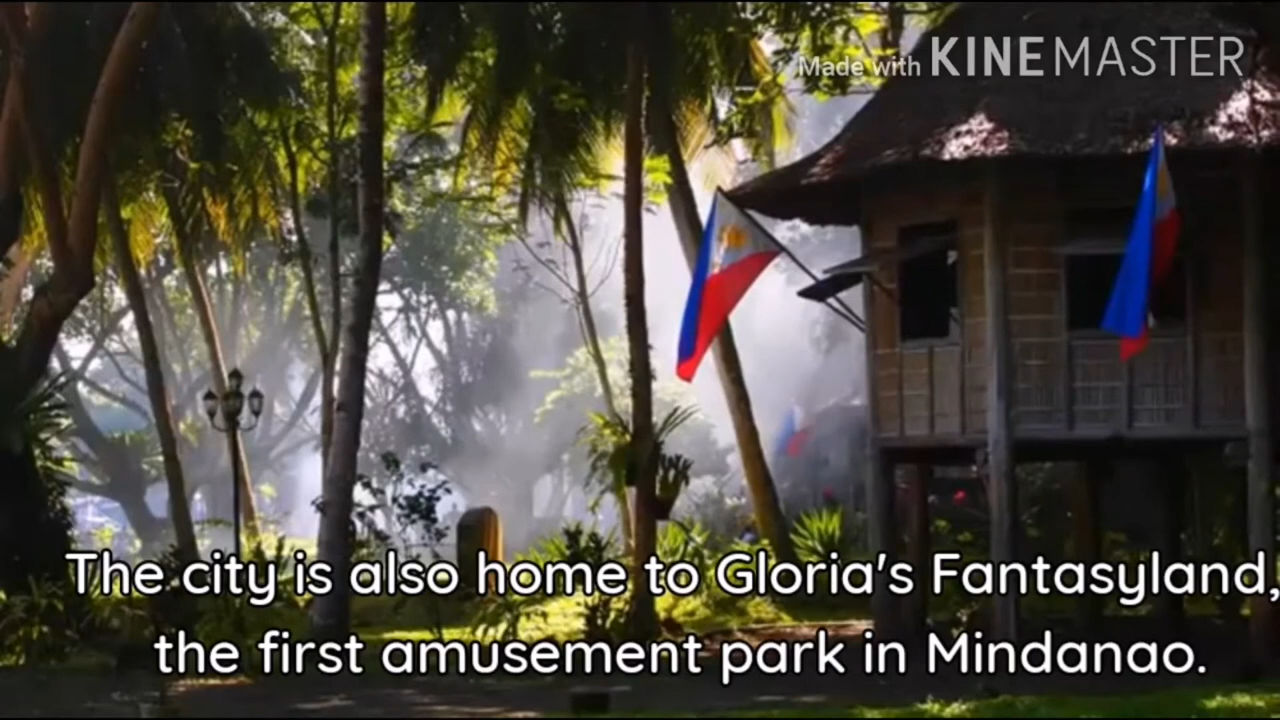 Made with KINEMASTER
The city is also home to Gloria's Fantasyland,
the first amusement park in Mindanao.